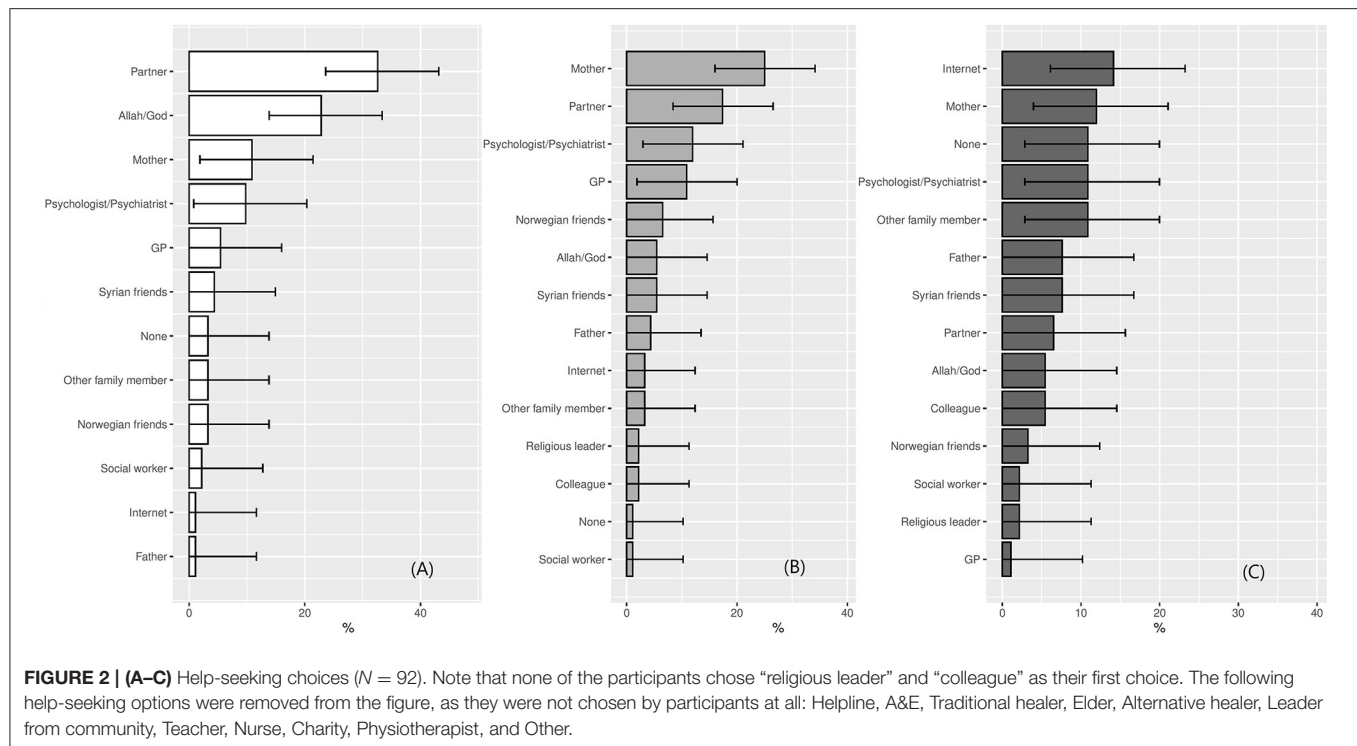 Partner
Allah/God
Mother
Psychologist/Psychiatrist
GP
Syrian friends
None
Other family member
Norwegian friends
Social worker
Internet
Father
(A)
0 20 40
%
Mother
Partner
Psychologist/Psychiatrist
GP
Norwegian friends
Allah/God
Syrian friends
Father
Internet
Other family member
Religious leader
Colleague
None
Social worker
(B)
0 20 40
%
Internet
Mother
None
Psychologist/Psychiatrist
Other family member
Father
Syrian friends
Partner
Allah/God
Colleague
Norwegian friends
Social worker
Religious leader
GP
(C)
0 10 20 30 40
%
FIGURE 2 | (A–C) Help-seeking choices (N = 92). Note that none of the participants chose “religious leader” and “colleague” as their first choice. The following
help-seeking options were removed from the figure, as they were not chosen by participants at all: Helpline, A&E, Traditional healer, Elder, Alternative healer, Leader
from community, Teacher, Nurse, Charity, Physiotherapist, and Other.